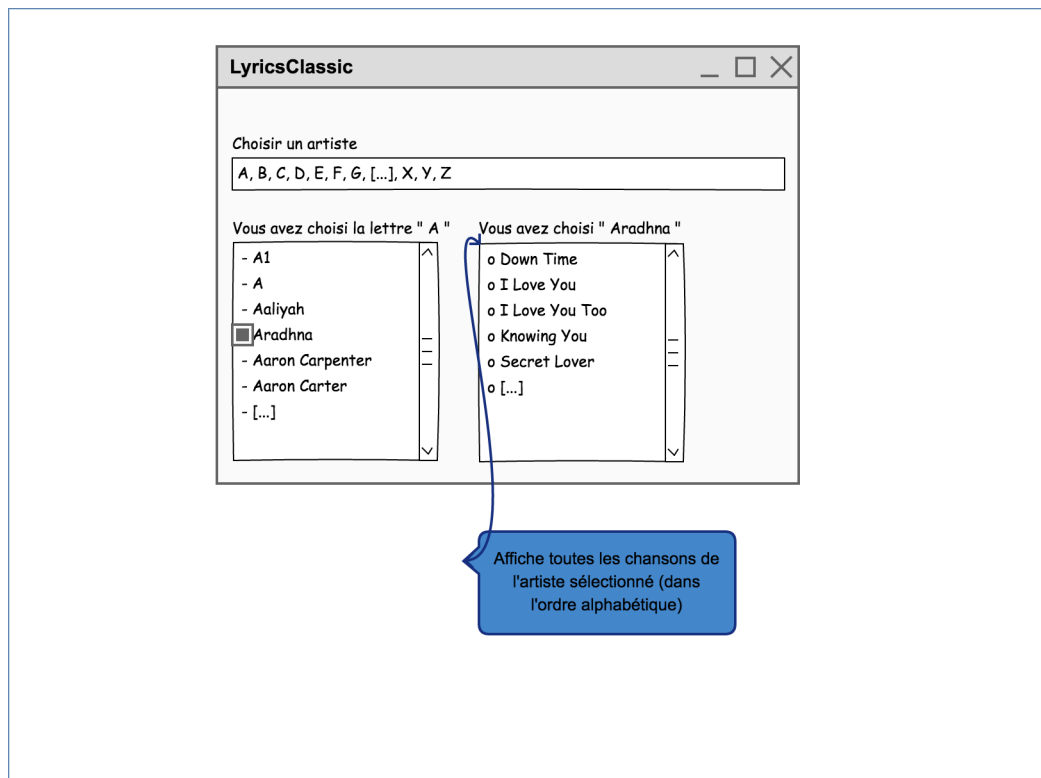 LyricsClassic
Choisir un artiste
A, B, C, D, E, F, G, [...], X, Y, Z
Vous avez choisi la lettre " A "
- A1
- A
- Aaliyah
Aradhna
- Aaron Carpenter
- Aaron Carter
- [...]
Vous avez choisi " Aradhna "
o Down Time
o I Love You
o I Love You Too
o Knowing You
o Secret Lover
o [...]
Affiche toutes les chansons de
l'artiste sélectionné (dans
l'ordre alphabétique)